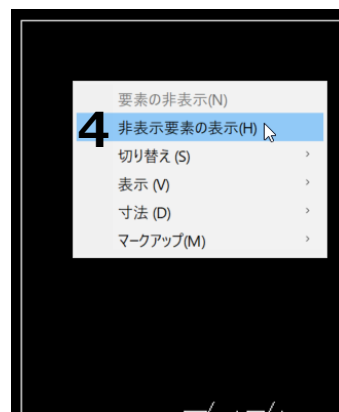 要素の非表示(N)
4 非表示要素の表示(H)
切り替え (S)
表示 (V)
寸法 (D)
マークアップ(M)